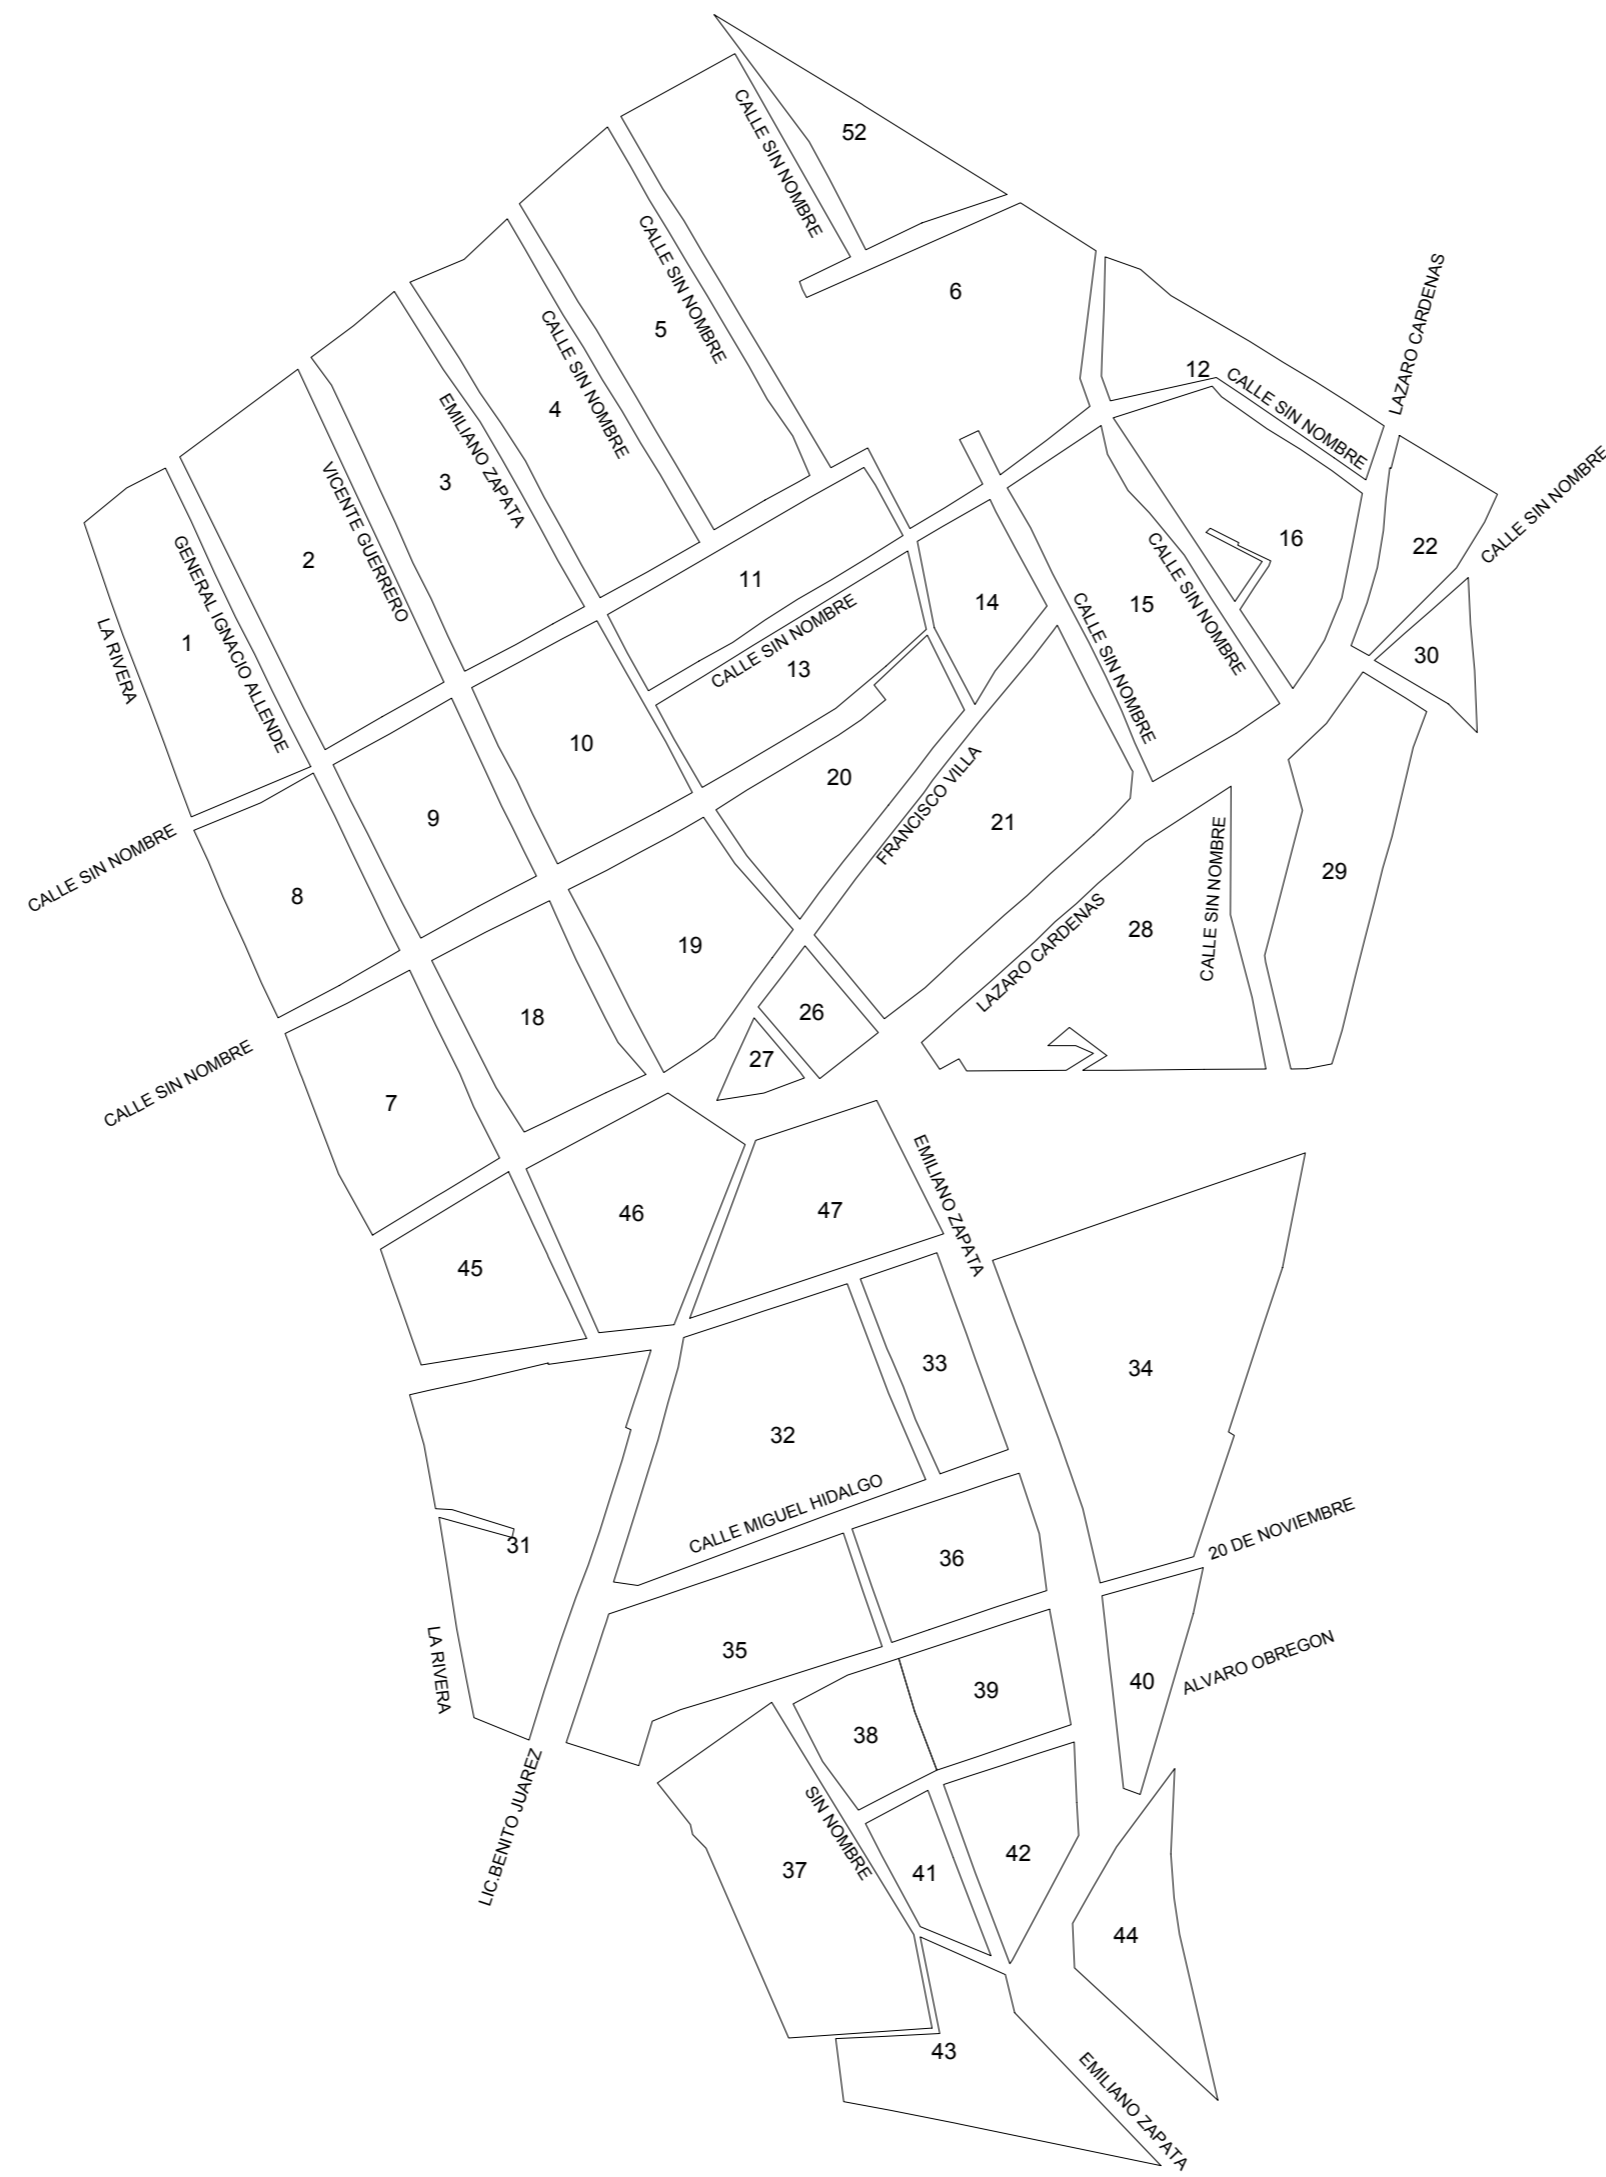 52
CALLE SIN NOMBRE
6
5
CALLE SIN NOMBRE
LAZARO CARDENAS
12
CALLE SIN NOMBRE
4
CALLE SIN NOMBRE
3
EMILIANO ZAPATA
CALLE SIN NOMBRE
22
16
2
VICENTE GUERRERO
11
14
15
CALLE SIN NOMBRE
CALLE SIN NOMBRE
CALLE SIN NOMBRE
30
1
GENERAL IGNACIO ALLENDE
LA RIVERA
13
10
20
FRANCISCO VILLA
21
9
CALLE SIN NOMBRE
8
29
28
CALLE SIN NOMBRE
LAZARO CARDENAS
19
18
26
27
CALLE SIN NOMBRE
7
46
47
EMILIANO ZAPATA
45
33
34
32
CALLE MIGUEL HIDALGO
31
36
20 DE NOVIEMBRE
35
LA RIVERA
39
40
ALVARO OBREGON
38
LIC.BENITO JUAREZ
SIN NOMBRE
37
41
42
44
43
EMILIANO ZAPATA